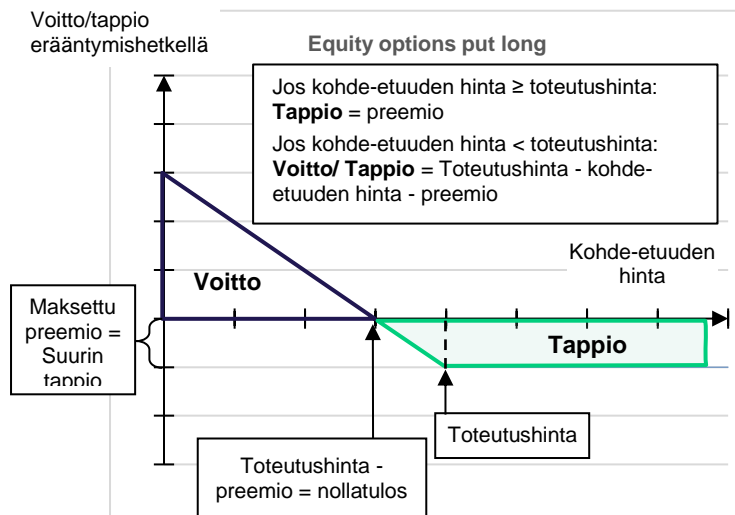 Voitto/tappio
erääntymishetkellä
Equity options put long
Jos kohde-etuuden hinta ≥ toteutushinta:
Tappio = preemio
Jos kohde-etuuden hinta < toteutushinta:
Voitto/ Tappio = Toteutushinta - kohde-
etuuden hinta - preemio
Kohde-etuuden
hinta
Voitto
Maksettu
preemio =
Suurin
tappio
Tappio
Toteutushinta
Toteutushinta -
preemio = nollatulos